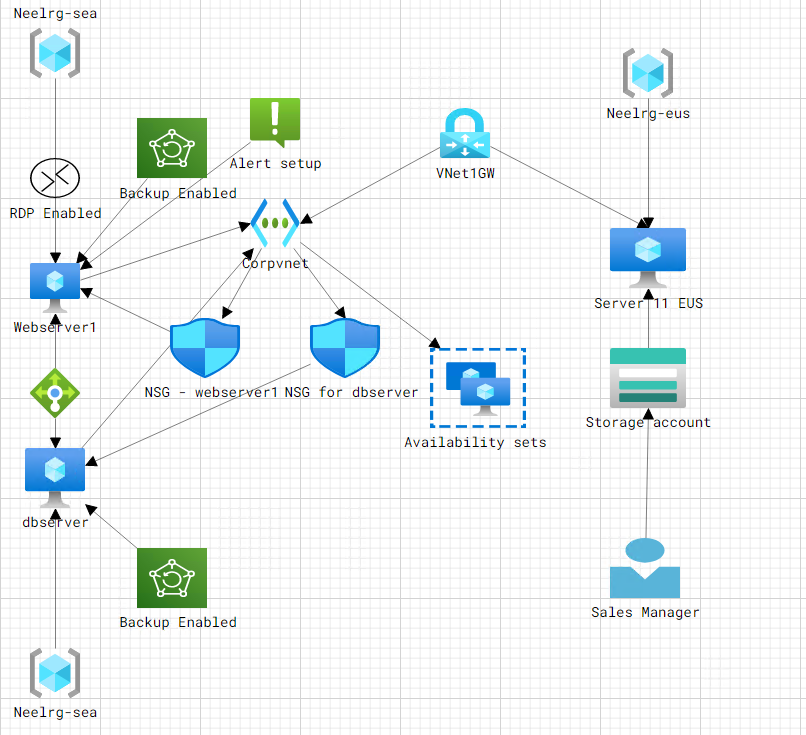 Neelrg-sea
Neelrg-eus
Alert setup
VNet1GW
Backup Enabled
RDP Enabled
Corpvnet
Server 11 EUS
Webserver1
NSG - webserver1
NSG for dbserver
Storage account
Availability sets
dbserver
Sales Manager
Backup Enabled
Neelrg-sea